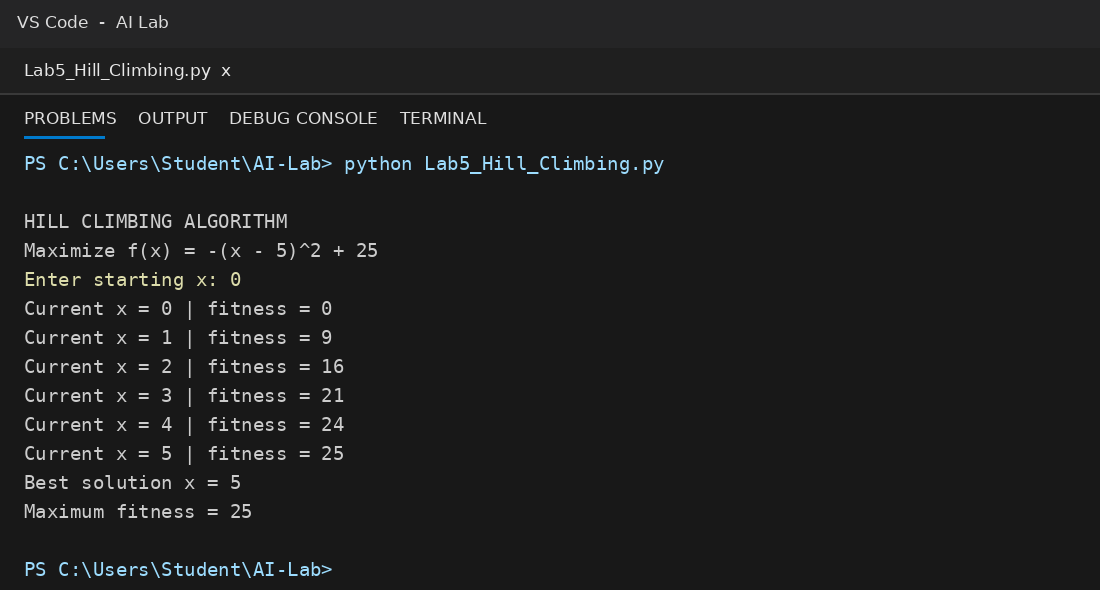 VS Code - AI Lab
Lab5_Hill_Climbing.py x
PROBLEMS OUTPUT DEBUG CONSOLE TERMINAL
PS C:\Users\Student\AI-Lab> python Lab5_Hill_Climbing.py
HILL CLIMBING ALGORITHM
Maximize f(x) = -(x - 5)^2 + 25
Enter starting x: 0
Current x = 0 | fitness = 0
Current x = 1 | fitness = 9
Current x = 2 | fitness = 16
Current x = 3 | fitness = 21
Current x = 4 | fitness = 24
Current x = 5 | fitness = 25
Best solution x = 5
Maximum fitness = 25
PS C:\Users\Student\AI-Lab>